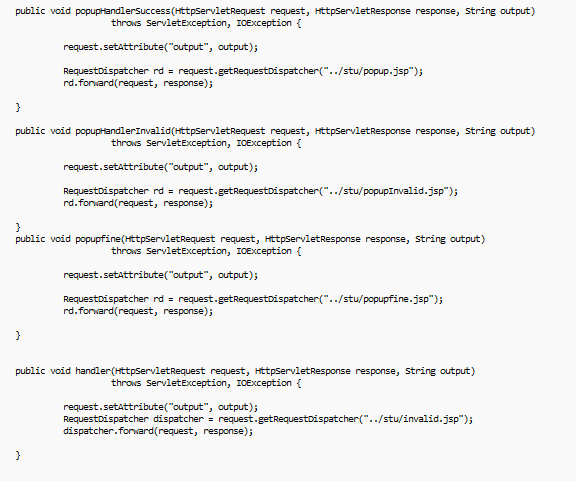 public void popupHandlerSuccess(HttpServletRequest request, HttpServletResponse response, String output)
throws ServletException, IOException {
request.setAttribute("output", output);
RequestDispatcher rd = request.getRequestDispatcher("../stu/popup.jsp");
rd.forward(request, response);
}
public void popupHandlerInvalid(HttpServletRequest request, HttpServletResponse response, String output)
throws ServletException, IOException {
request.setAttribute("output", output);
RequestDispatcher rd = request.getRequestDispatcher("../stu/popupInvalid.jsp");
rd.forward(request, response);
}
public void popupfine(HttpServletRequest request, HttpServletResponse response, String output)
throws ServletException, IOException {
request.setAttribute("output", output);
RequestDispatcher rd = request.getRequestDispatcher("../stu/popupfine.jsp");
rd.forward(request, response);
}
public void handler(HttpServletRequest request, HttpServletResponse response, String output)
throws ServletException, IOException {
request.setAttribute("output", output);
RequestDispatcher dispatcher = request.getRequestDispatcher("../stu/invalid.jsp");
dispatcher.forward(request, response);
}